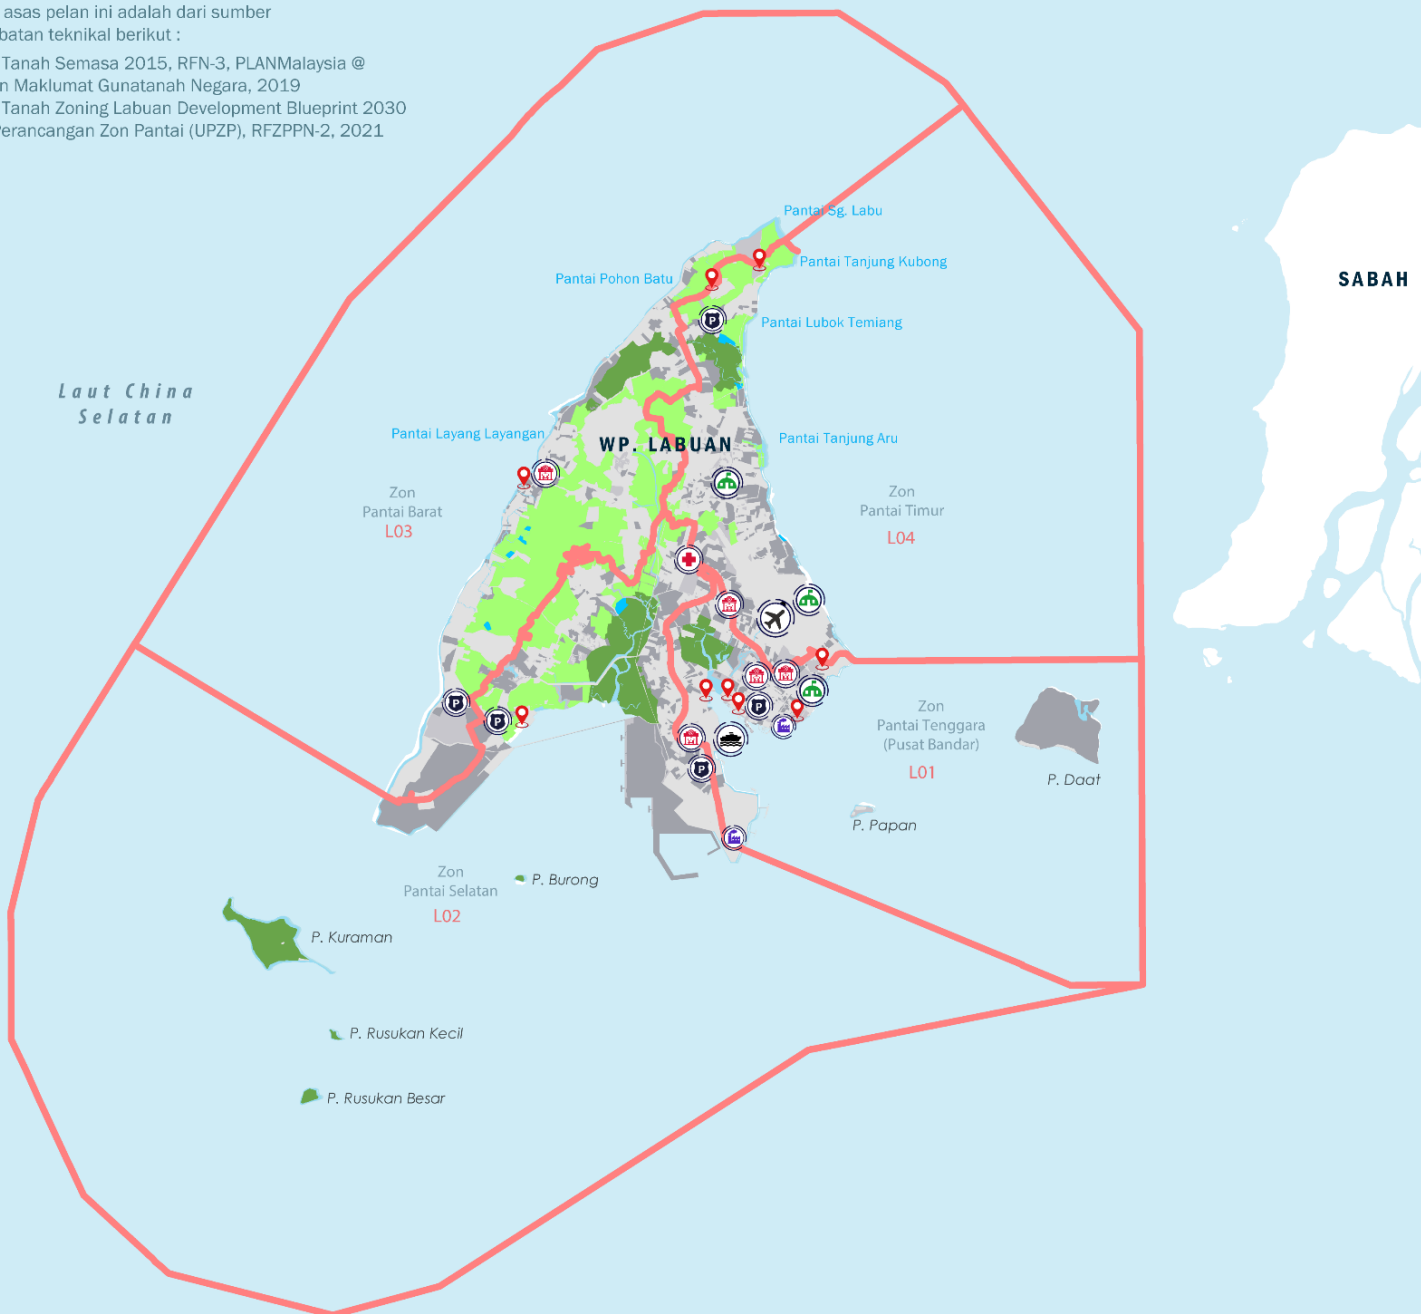 asas pelan ini adalah dari sumber
batan teknikal berikut :
Tanah Semasa 2015, RFN-3, PLANMalaysia @
n Maklumat Gunatanah Negara, 2019
Tanah Zoning Labuan Development Blueprint 2030
Perancangan Zon Pantai (UPZP), RFZPPN-2, 2021
Pantai Sg. Labu
Pantai Tanjung Kubong
Pantai Pohon Batu
SABAH
Pantai Lubok Temiang
Laut China
Selatan
Pantai Layang Layangan
WP. LABUAN
Pantai Tanjung Aru
Zon
Pantai Barat
L03
Zon
Pantai Timur
L04
Zon
Pantai Tenggara
(Pusat Bandar)
L01
P. Daat
P. Papan
Zon
Pantai Selatan
L02
P. Burong
P. Kuraman
P. Rusukan Kecil
P. Rusukan Besar
P
P
P
P
P